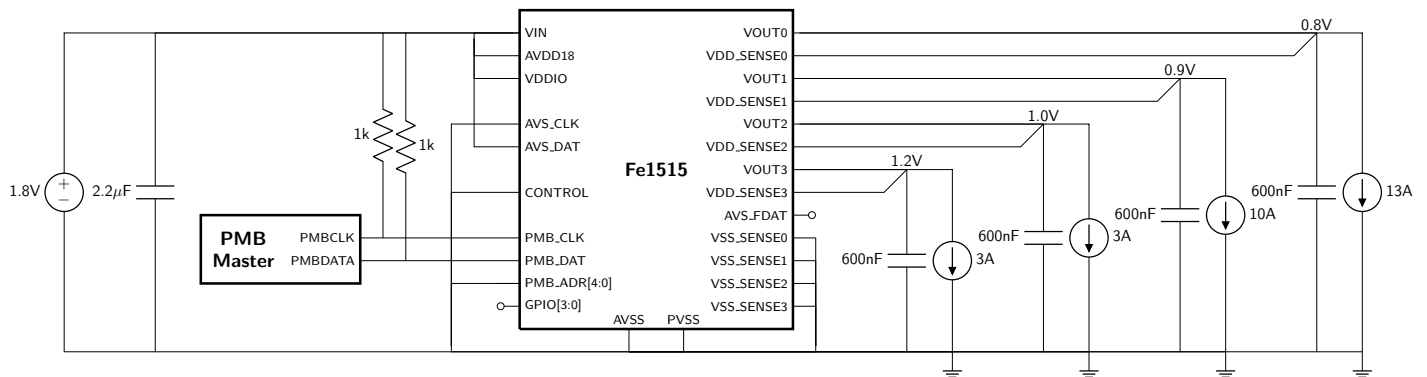 1.8V
+
−
2.2μF
1k
1k
PMB
Master
PMBCLK
PMBDATA
VIN
AVDD18
VDDIO
AVS_CLK
AVS_DAT
CONTROL
PMB_CLK
PMB_DAT
PMB_ADR[4:0]
GPIO[3:0]
Fe1515
AVSS
PVSS
VOUT0
VDD_SENSE0
VOUT1
VDD_SENSE1
VOUT2
VDD_SENSE2
VOUT3
VDD_SENSE3
AVS_FDAT
VSS_SENSE0
VSS_SENSE1
VSS_SENSE2
VSS_SENSE3
1.2V
600nF
3A
1.0V
600nF
3A
0.9V
600nF
10A
0.8V
600nF
13A